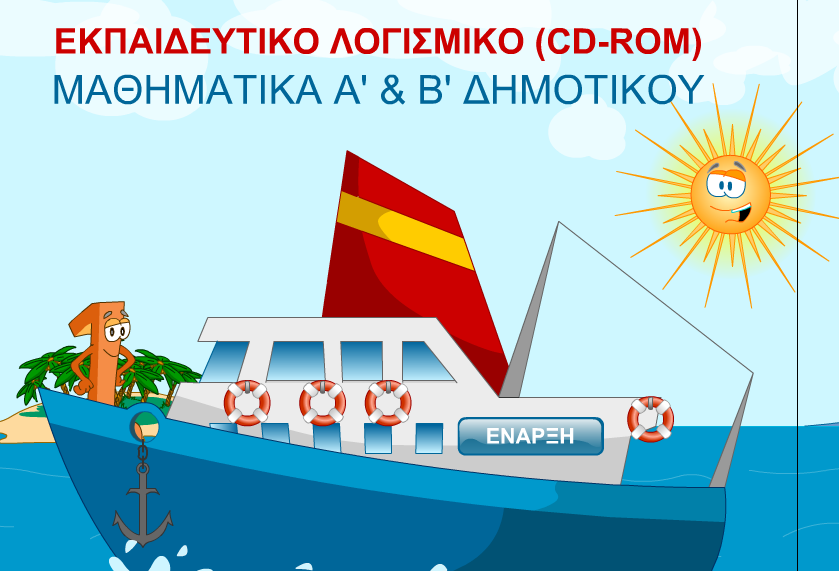 ΕΚΠΑΙΔΕΥΤΙΚΟ ΛΟΓΙΣΜΙΚΟ (CD-ROM)
ΜΑΘΗΜΑΤΙΚΑ Α' & Β' ΔΗΜΟΤΙΚΟΥ
ΕΝΑΡΞΗ